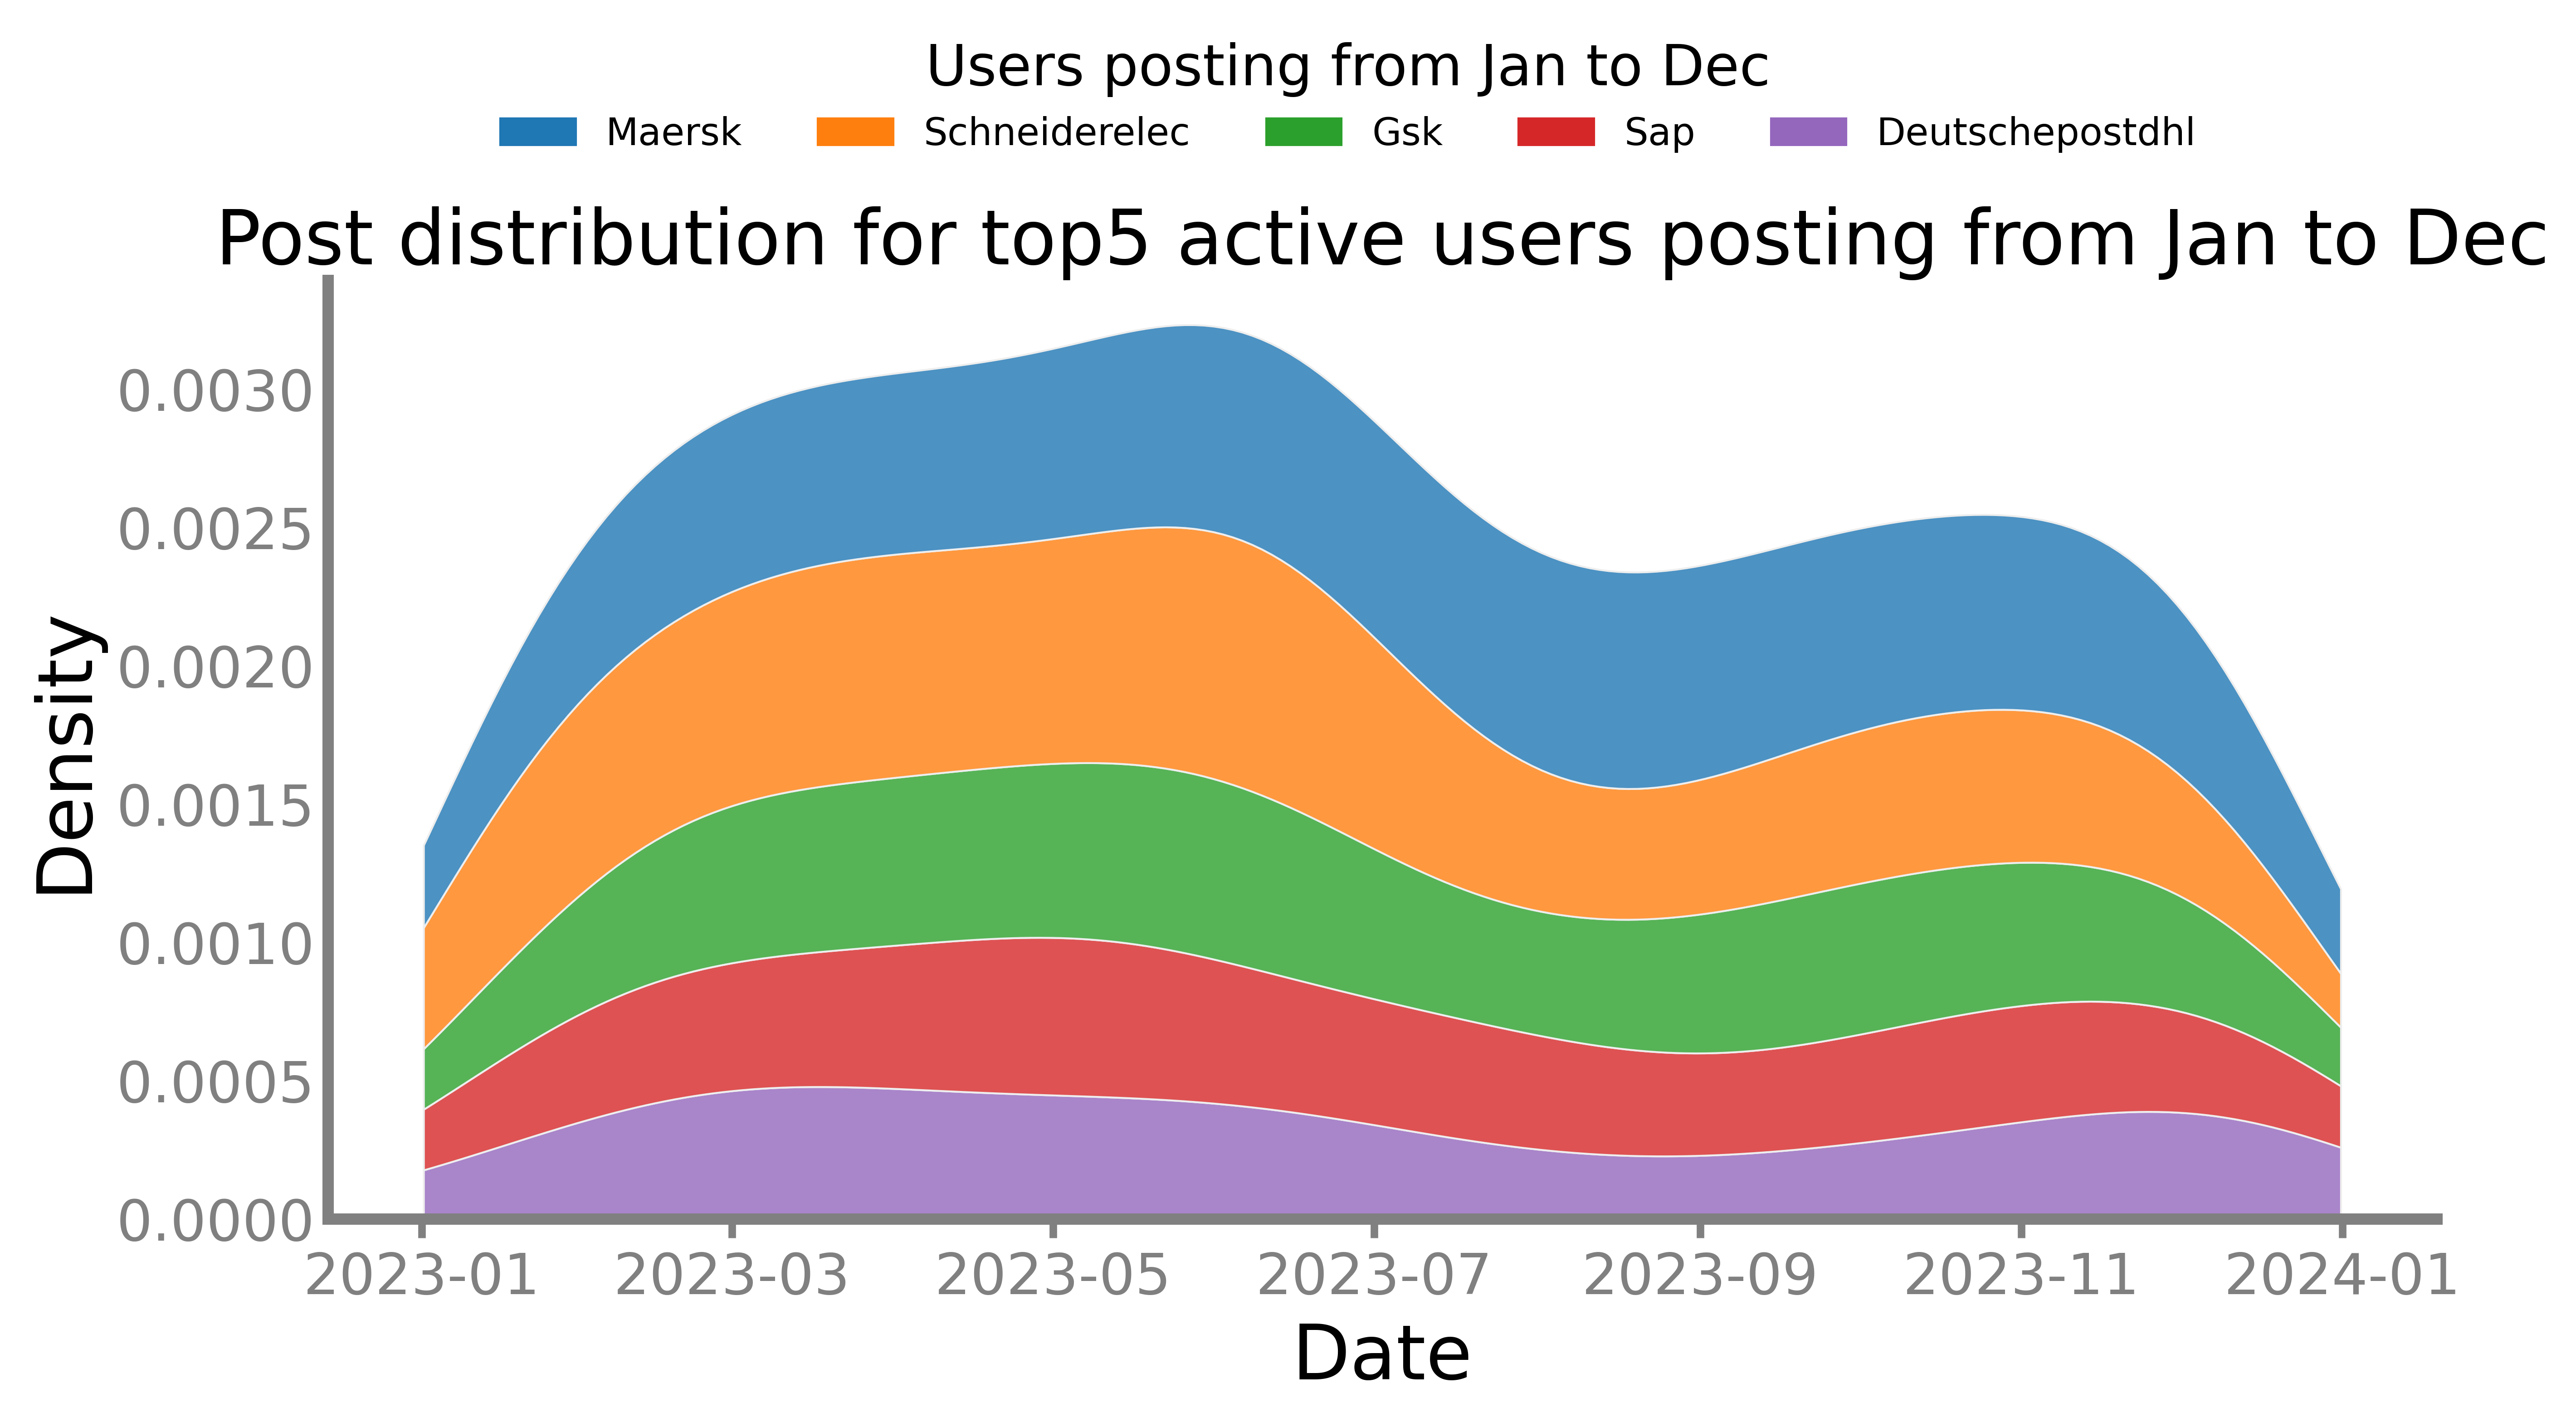 Users posting from Jan to Dec
Maersk Schneiderelec Gsk Sap Deutschepostdhl
Post distribution for top5 active users posting from Jan to Dec
Density
0.0030
0.0025
0.0020
0.0015
0.0010
0.0005
0.0000
2023-01 2023-03 2023-05 2023-07 2023-09 2023-11 2024-01
Date